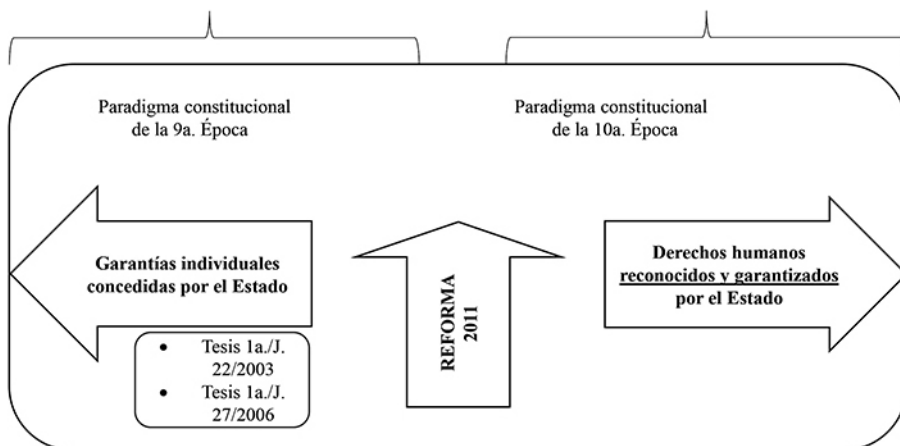 Paradigma constitucional
de la 9a. Época
Paradigma constitucional
de la 10a. Época
Garantías individuales
concedidas por el Estado
• Tesis 1a./J.
22/2003
• Tesis 1a./J.
27/2006
REFORMA
2011
Derechos humanos
reconocidos y garantizados
por el Estado